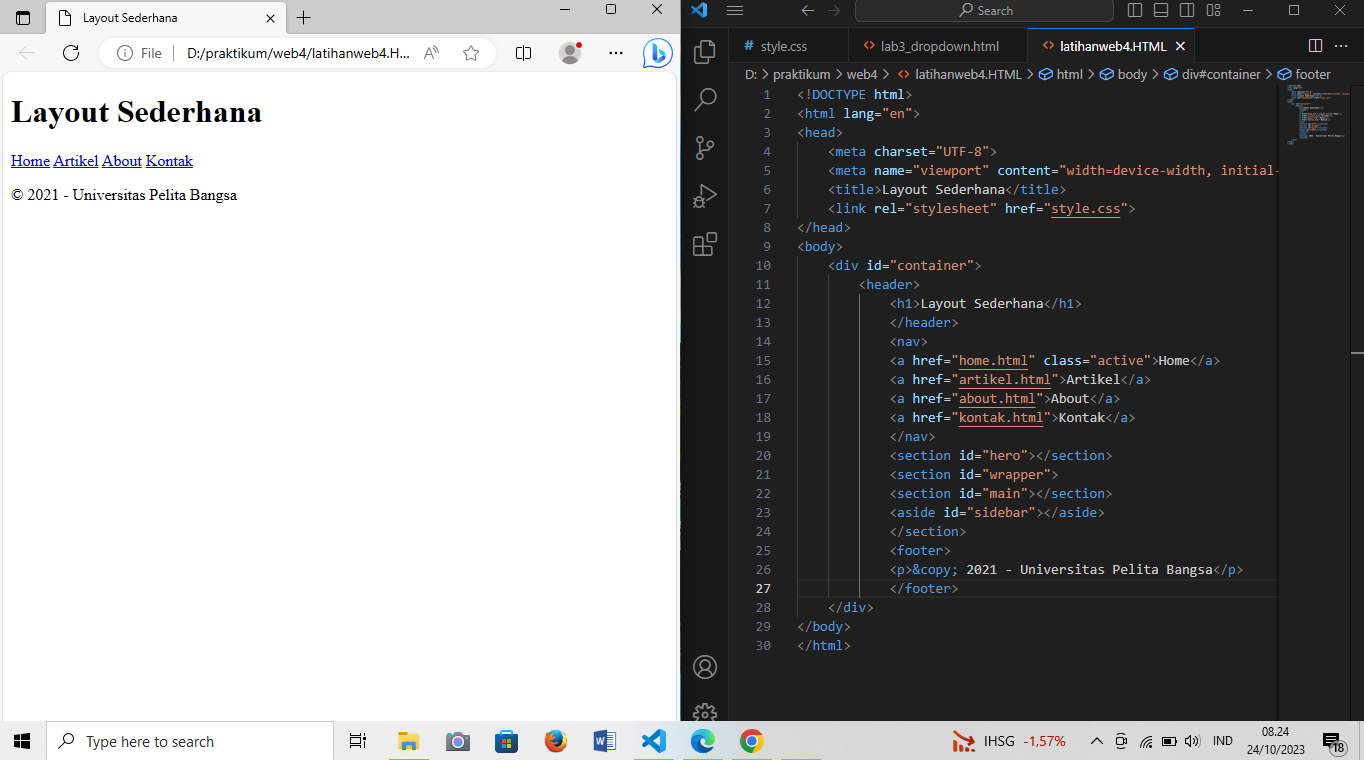 Layout Sederhana
File
D:/praktikum/web4/latihanweb4.H...
Layout Sederhana
Home Artikel About Kontak
© 2021 - Universitas Pelita Bangsa
Search
# style.css
lab3_dropdown.html
latihanweb4.HTML
D: > praktikum > web4 > latihanweb4.HTML > html > body > div#container > footer
1 <!DOCTYPE html>
2 <html lang="en">
3 <head>
4 <meta charset="UTF-8">
5 <meta name="viewport" content="width=device-width, initial-
6 <title>Layout Sederhana</title>
7 <link rel="stylesheet" href="style.css">
8 </head>
9 <body>
10 <div id="container">
11 <header>
12 <h1>Layout Sederhana</h1>
13 </header>
14 <nav>
15 <a href="home.html" class="active">Home</a>
16 <a href="artikel.html">Artikel</a>
17 <a href="about.html">About</a>
18 <a href="kontak.html">Kontak</a>
19 </nav>
20 <section id="hero"></section>
21 <section id="wrapper">
22 <section id="main"></section>
23 <aside id="sidebar"></aside>
24 </section>
25 <footer>
26 <p>&copy; 2021 - Universitas Pelita Bangsa</p>
27 </footer>
28 </div>
29 </body>
30 </html>
Type here to search
IHSG -1,57%
IND
08.24
24/10/2023
18